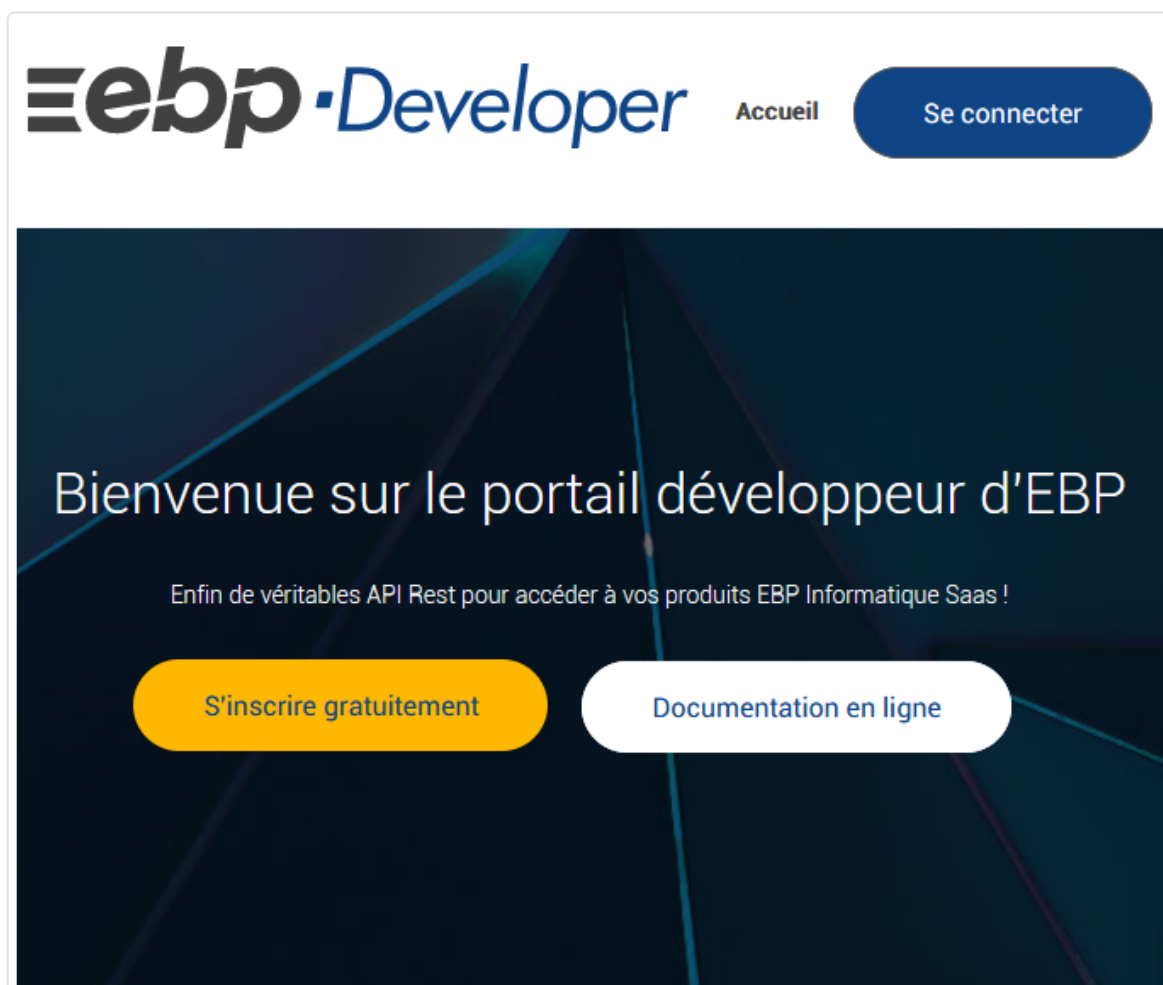 ebp·Developer
Accueil
Se connecter
Bienvenue sur le portail développeur d'EBP
Enfin de véritables API Rest pour accéder à vos produits EBP Informatique Saas !
S'inscrire gratuitement
Documentation en ligne